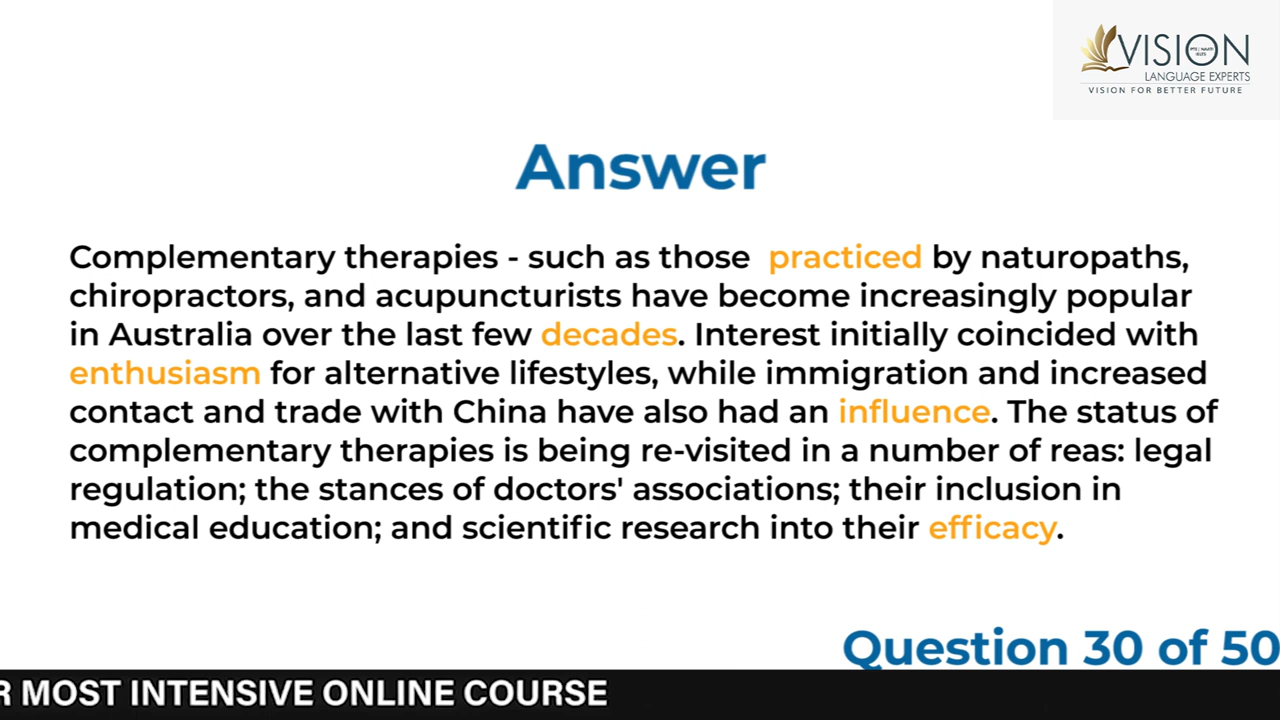 VISION
LANGUAGE EXPERTS
VISION FOR BETTER FUTURE
Answer
Complementary therapies - such as those practiced by naturopaths,
chiropractors, and acupuncturists have become increasingly popular
in Australia over the last few decades. Interest initially coincided with
enthusiasm for alternative lifestyles, while immigration and increased
contact and trade with China have also had an influence. The status of
complementary therapies is being re-visited in a number of reas: legal
regulation; the stances of doctors' associations; their inclusion in
medical education; and scientific research into their efficacy.
Question 30 of 50
R MOST INTENSIVE ONLINE COURSE